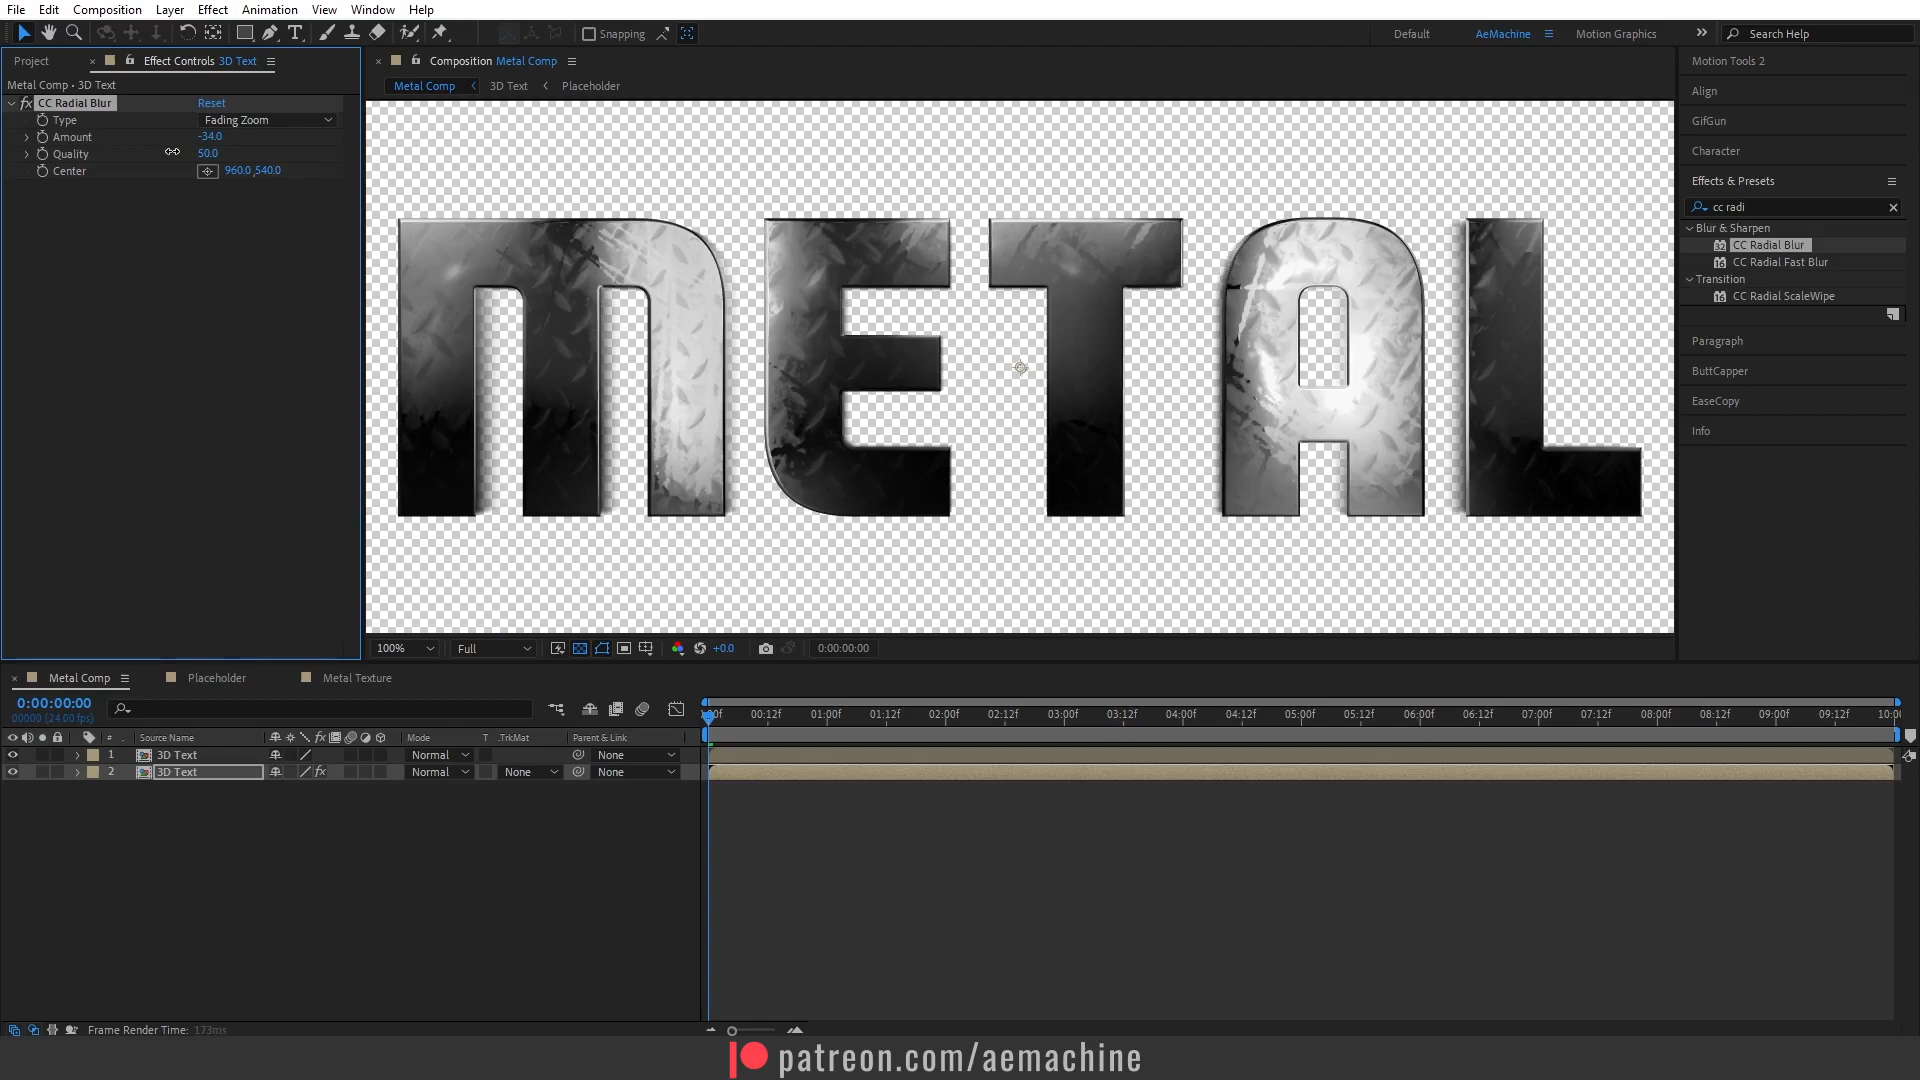 File Edit Composition Layer Effect Animation View Window Help
Snapping
Default AeMachine Motion Graphics Search Help
Project Effect Controls 3D Text
Metal Comp • 3D Text
fx CC Radial Blur Reset
Type Fading Zoom
Amount -34.0
Quality 50.0
Center 960.0,540.0
Composition Metal Comp
Metal Comp 3D Text Placeholder
METAL
100% Full +0.0 0:00:00:00
Motion Tools 2
Align
GifGun
Character
Effects & Presets
cc radi
Blur & Sharpen
CC Radial Blur
CC Radial Fast Blur
Transition
CC Radial ScaleWipe
Paragraph
ButtCapper
EaseCopy
Info
Metal Comp Placeholder Metal Texture
0:00:00:00
00000 (24.00 fps)
00:12f 01:00f 01:12f 02:00f 02:12f 03:00f 03:12f 04:00f 04:12f 05:00f 05:12f 06:00f 06:12f 07:00f 07:12f 08:00f 08:12f 09:00f 09:12f
# Source Name fx Mode T .TrkMat Parent & Link
1 3D Text Normal None
2 3D Text fx Normal None None
Frame Render Time: 173ms
patreon.com/aemachine